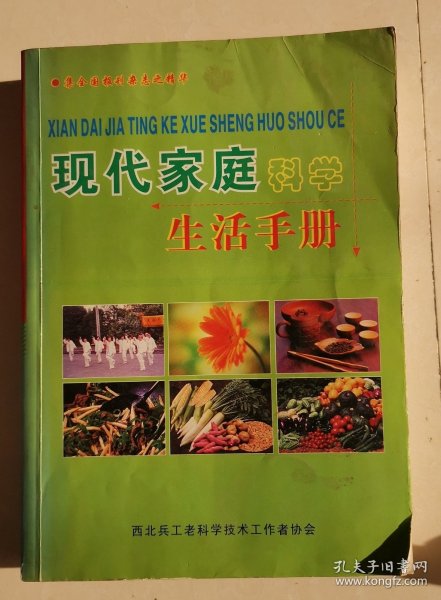 ●集全国报刊杂志之精华
XIAN DAI JIA TING KE XUE SHENG HUO SHOU CE
现代家庭科学
生活手册
西北兵工老科学技术工作者协会
孔夫子旧书网
www.kongfz.com